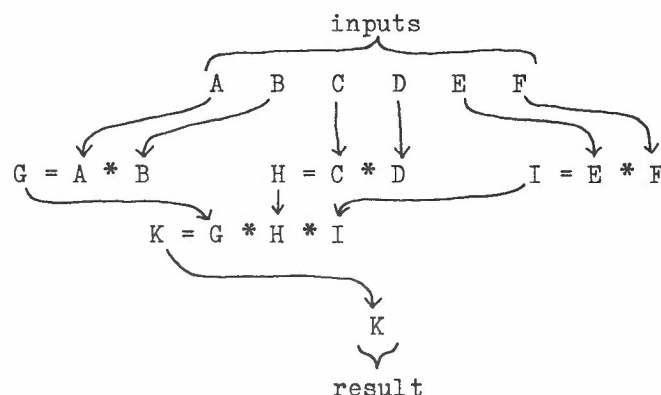 inputs
A B C D E F
G = A * B H = C * D I = E * F
K = G * H * I
K
result